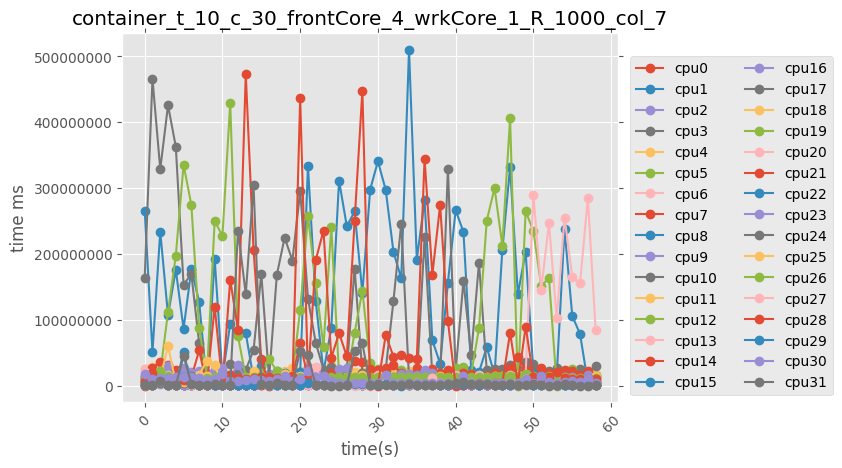 container_t_10_c_30_frontCore_4_wrkCore_1_R_1000_col_7
time ms
500000000
400000000
300000000
200000000
100000000
0
0
10
20
30
40
50
60
time(s)
cpu0
cpu1
cpu2
cpu3
cpu4
cpu5
cpu6
cpu7
cpu8
cpu9
cpu10
cpu11
cpu12
cpu13
cpu14
cpu15
cpu16
cpu17
cpu18
cpu19
cpu20
cpu21
cpu22
cpu23
cpu24
cpu25
cpu26
cpu27
cpu28
cpu29
cpu30
cpu31